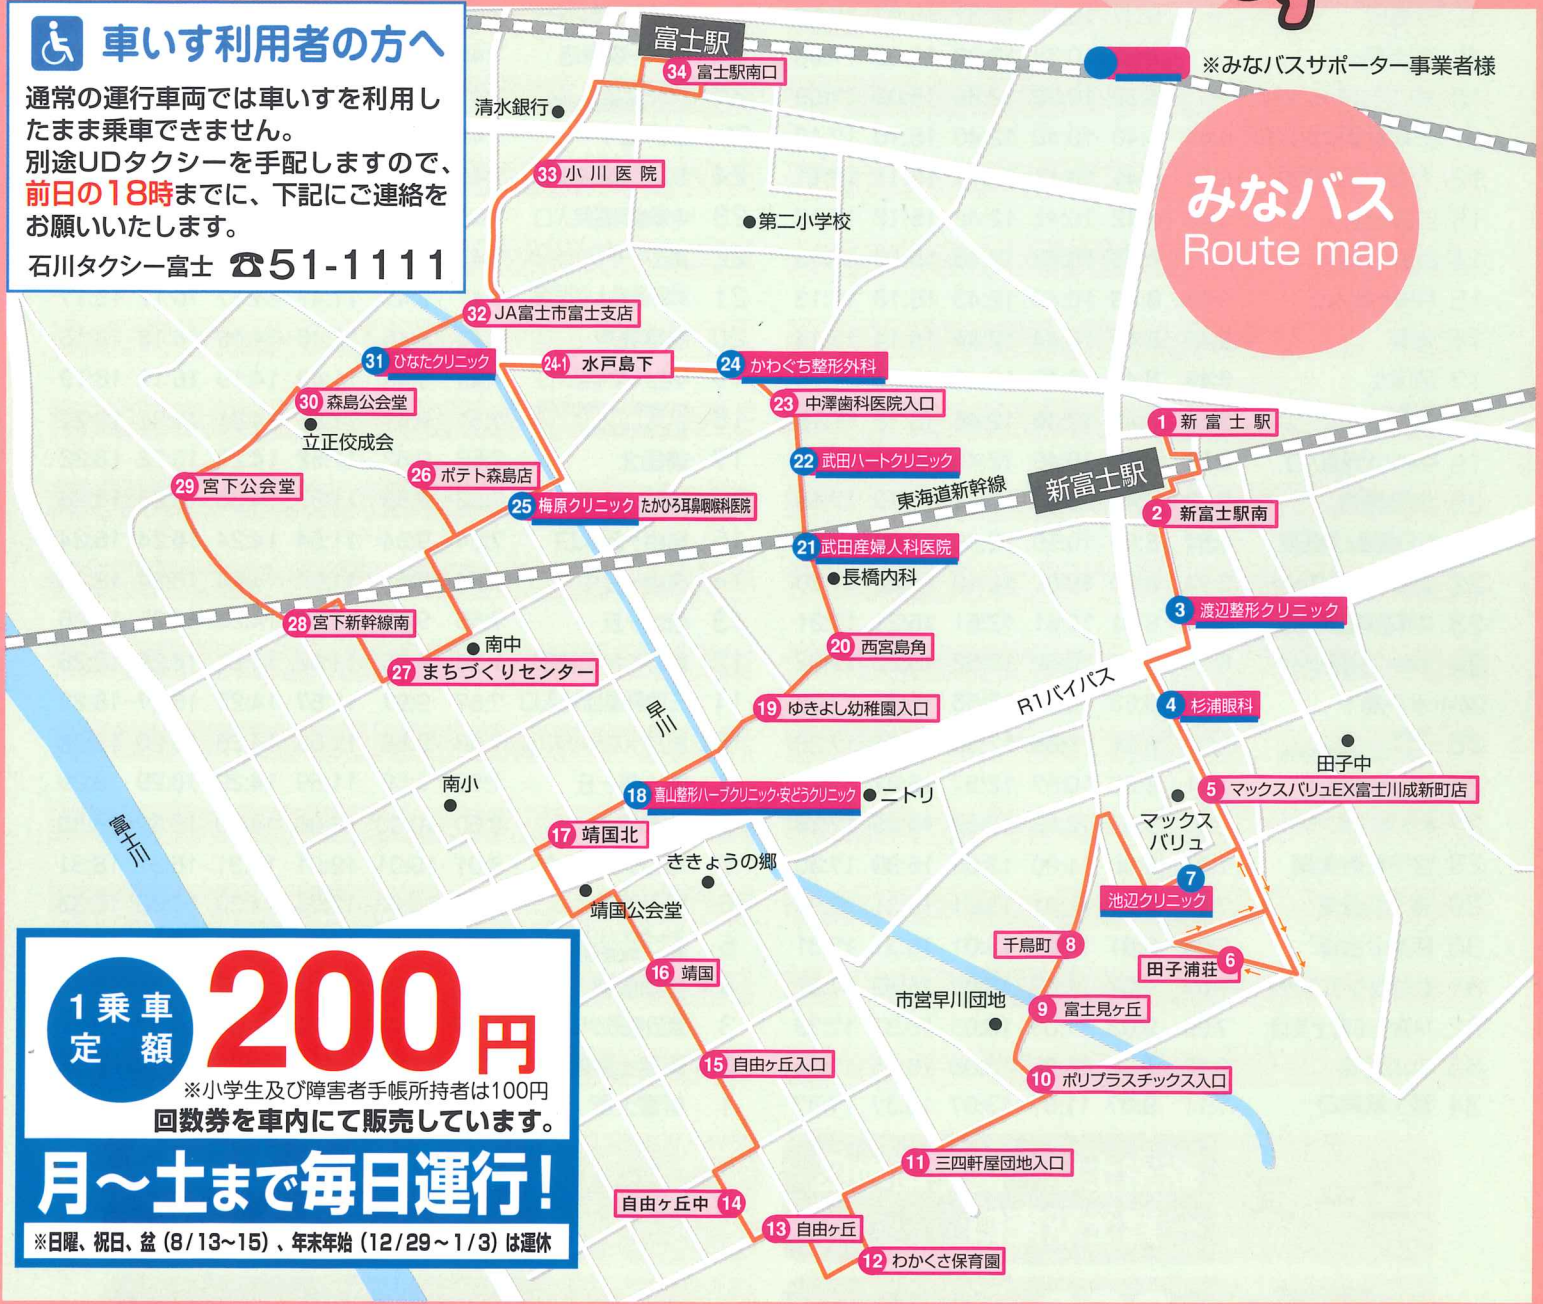 車いす利用者の方へ
通常の運行車両では車いすを利用し
たまま乗車できません。
別途UDタクシーを手配しますので、
前日の18時までに、下記にご連絡を
お願いいたします。
石川タクシー富士 ☎51-1111
※みなバスサポーター事業者様
みなバス
Route map
富士駅
34 富士駅南口
清水銀行
33 小川医院
第二小学校
32 JA富士市富士支店
31 ひなたクリニック
24-1 水戸島下
24 かわぐち整形外科
30 森島公会堂
立正佼成会
23 中澤歯科医院入口
1 新富士駅
22 武田ハートクリニック
29 宮下公会堂
26 ポテト森島店
25 梅原クリニック たかひろ耳鼻咽喉科医院
東海道新幹線
新富士駅
2 新富士駅南
21 武田産婦人科医院
長橋内科
3 渡辺整形クリニック
28 宮下新幹線南
南中
27 まちづくりセンター
20 西宮島角
R1バイパス
早川
19 ゆきよし幼稚園入口
4 杉浦眼科
田子中
南小
18 喜山整形ハーブクリニック・安どうクリニック
ニトリ
5 マックスバリュEX富士川成新町店
マックス
バリュ
富士川
17 靖国北
ききょうの郷
靖国公会堂
7
池辺クリニック
千鳥町 8
田子浦荘 6
16 靖国
市営早川団地
9 富士見ヶ丘
15 自由ヶ丘入口
10 ポリプラスチックス入口
11 三四軒屋団地入口
自由ヶ丘中 14
13 自由ヶ丘
12 わかくさ保育園
1乗車
定額
200円
※小学生及び障害者手帳所持者は100円
回数券を車内にて販売しています。
月～土まで毎日運行!
※日曜、祝日、盆（8/13～15）、年末年始（12/29～1/3）は運休